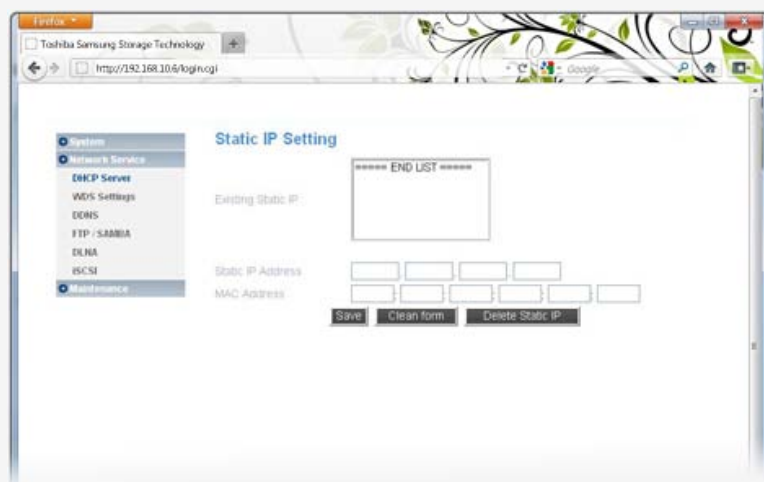 Firefox
Toshiba Samsung Storage Technology
http://192.168.10.6/login.cgi
Google
System
Network Service
DHCP Server
WDS Settings
DDNS
FTP / SAMBA
DLNA
ISCSI
Maintenance
Static IP Setting
Existing Static IP
===== END LIST =====
Static IP Address
MAC Address
Save
Clean form
Delete Static IP